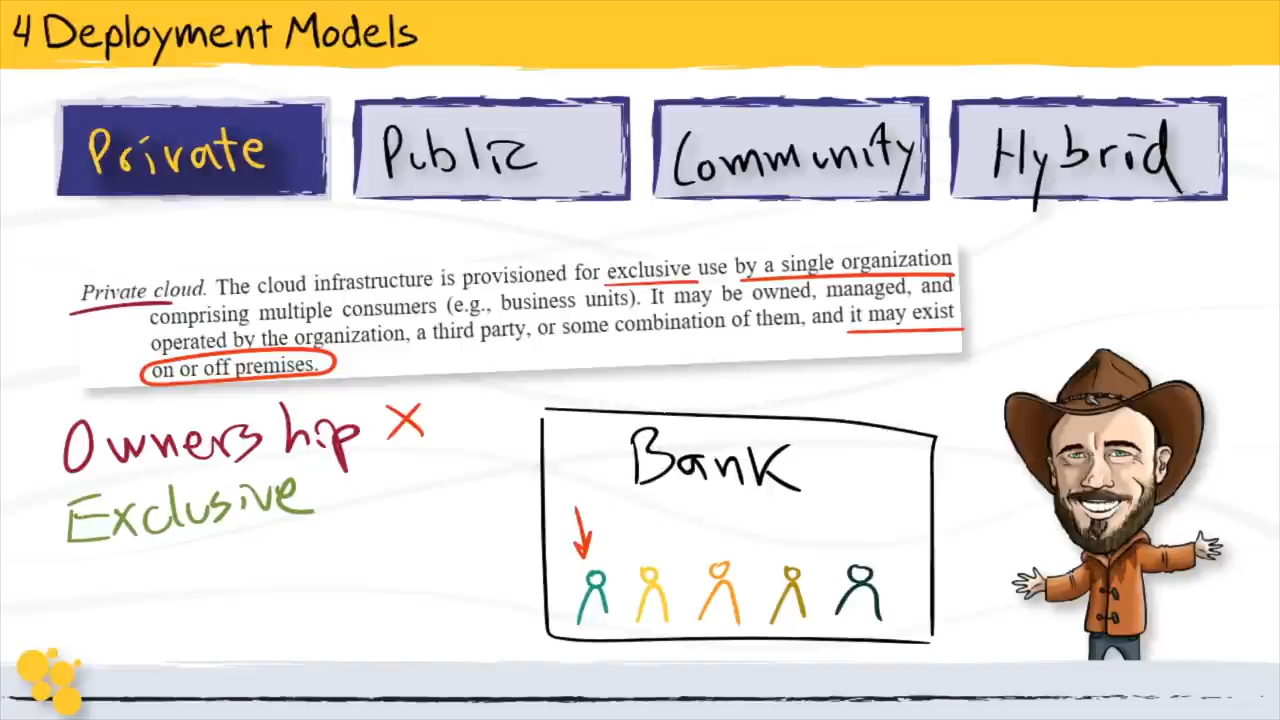 4 Deployment Models
Private
Public
Community
Hybrid
Private cloud. The cloud infrastructure is provisioned for exclusive use by a single organization
comprising multiple consumers (e.g., business units). It may be owned, managed, and
operated by the organization, a third party, or some combination of them, and it may exist
on or off premises.
Ownership X
Exclusive
Bank